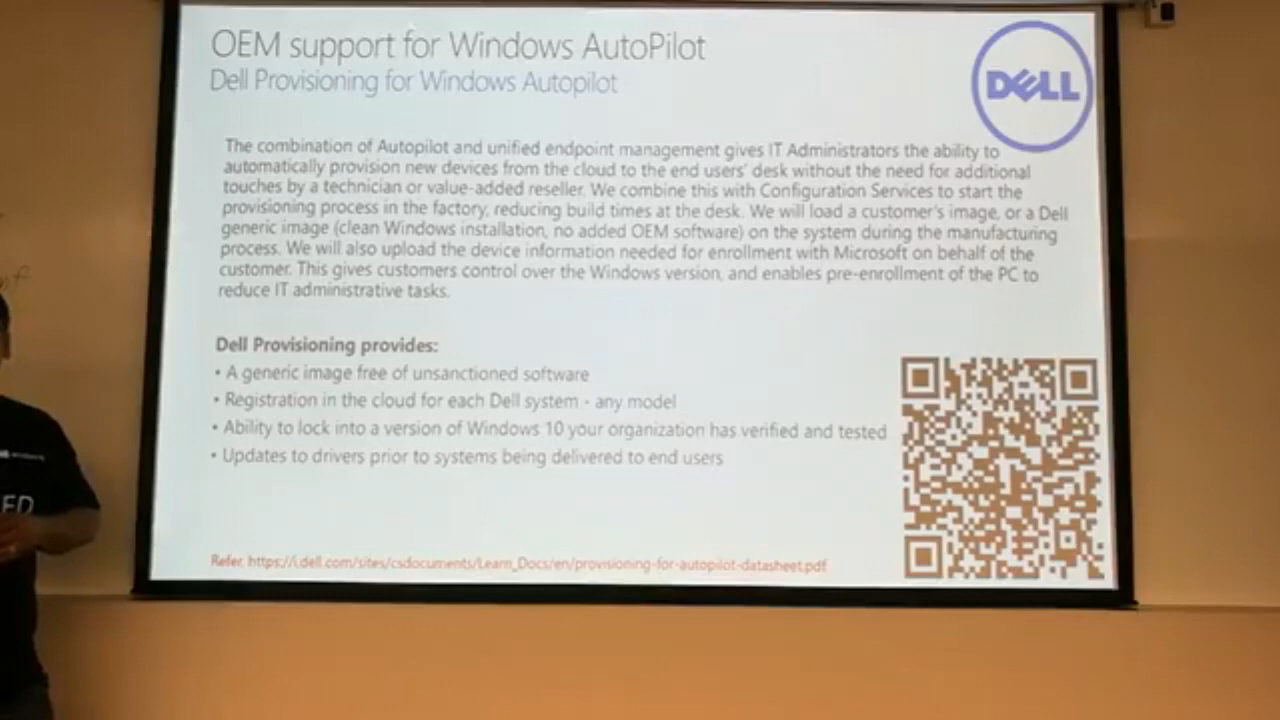 OEM support for Windows AutoPilot
Dell Provisioning for Windows Autopilot
DELL
The combination of Autopilot and unified endpoint management gives IT Administrators the ability to
automatically provision new devices from the cloud to the end users' desk without the need for additional
touches by a technician or value-added reseller. We combine this with Configuration Services to start the
provisioning process in the factory, reducing build times at the desk. We will load a customer's image, or a Dell
generic image (clean Windows installation, no added OEM software) on the system during the manufacturing
process. We will also upload the device information needed for enrollment with Microsoft on behalf of the
customer. This gives customers control over the Windows version, and enables pre-enrollment of the PC to
reduce IT administrative tasks.
Dell Provisioning provides:
• A generic image free of unsanctioned software
• Registration in the cloud for each Dell system - any model
• Ability to lock into a version of Windows 10 your organization has verified and tested
• Updates to drivers prior to systems being delivered to end users
Refer. https://i.dell.com/sites/csdocuments/Learn_Docs/en/provisioning-for-autopilot-datasheet.pdf
ED